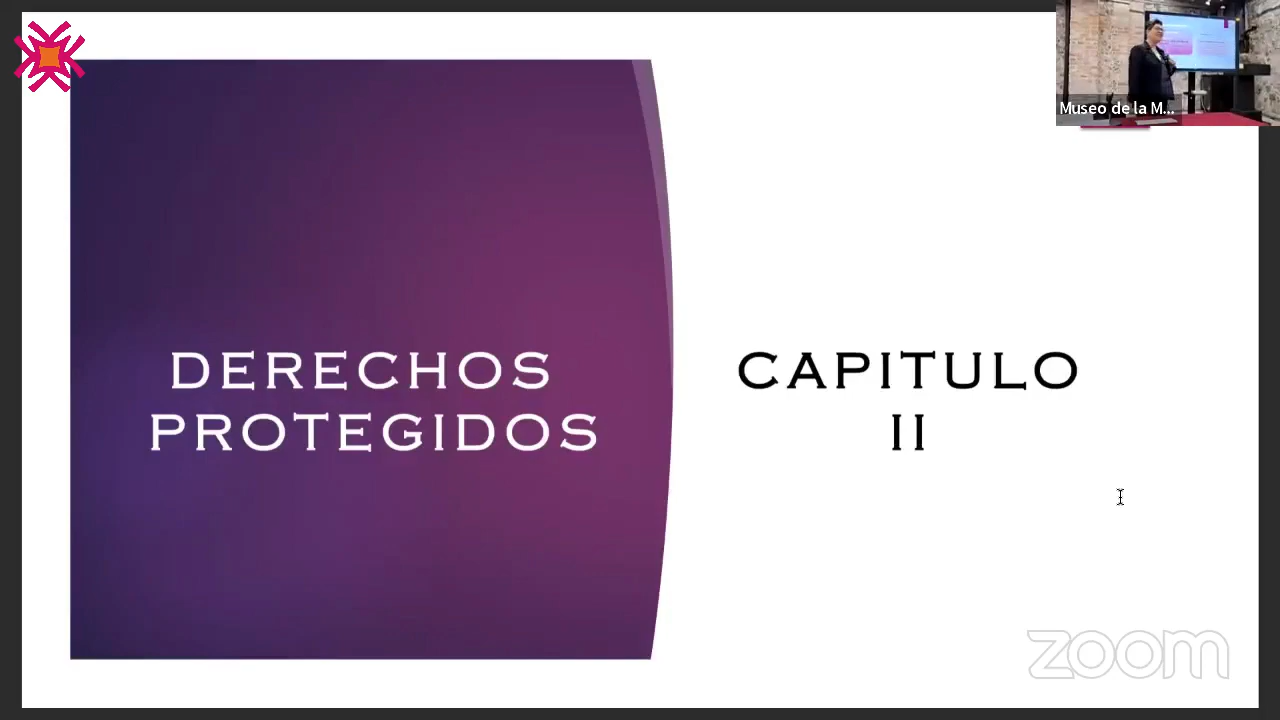 Museo de la M...
DERECHOS
PROTEGIDOS
CAPITULO
II
zoom